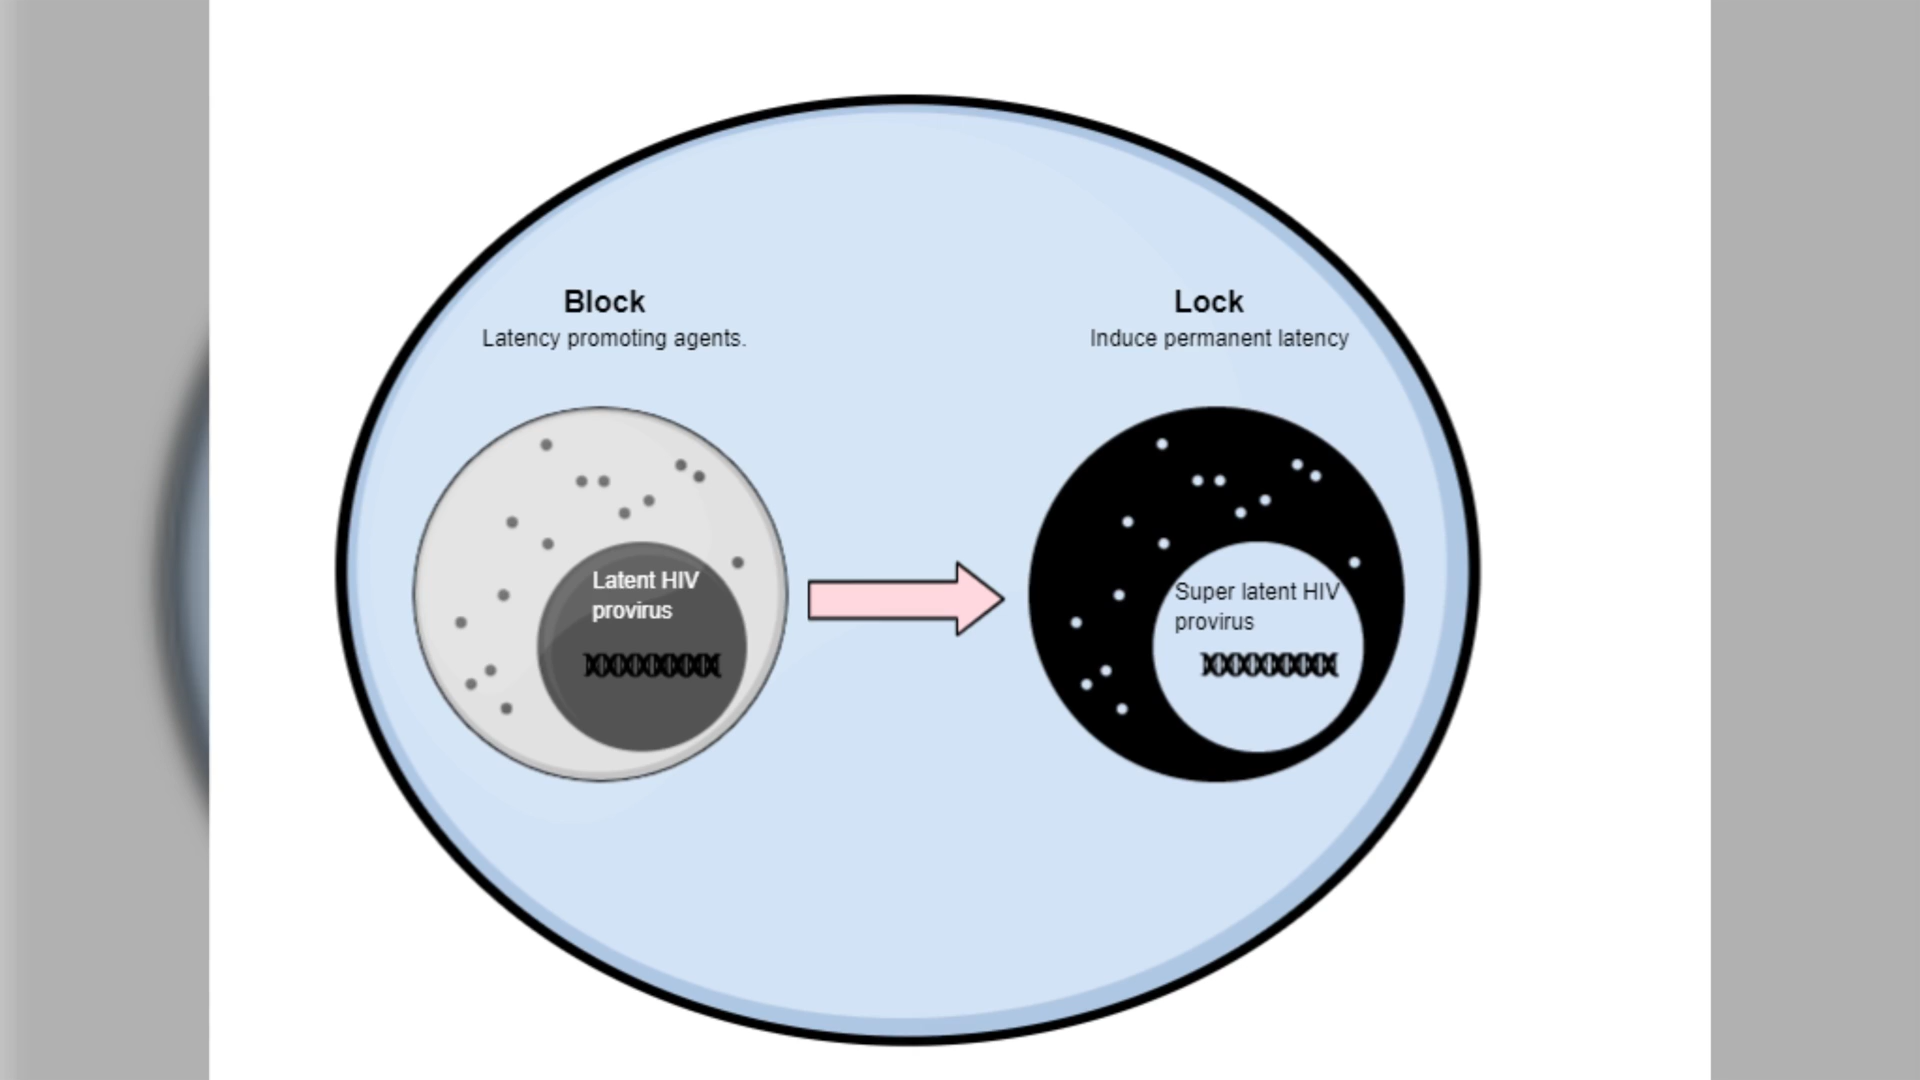 Block
Latency promoting agents.
Lock
Induce permanent latency
Latent HIV
provirus
Super latent HIV
provirus